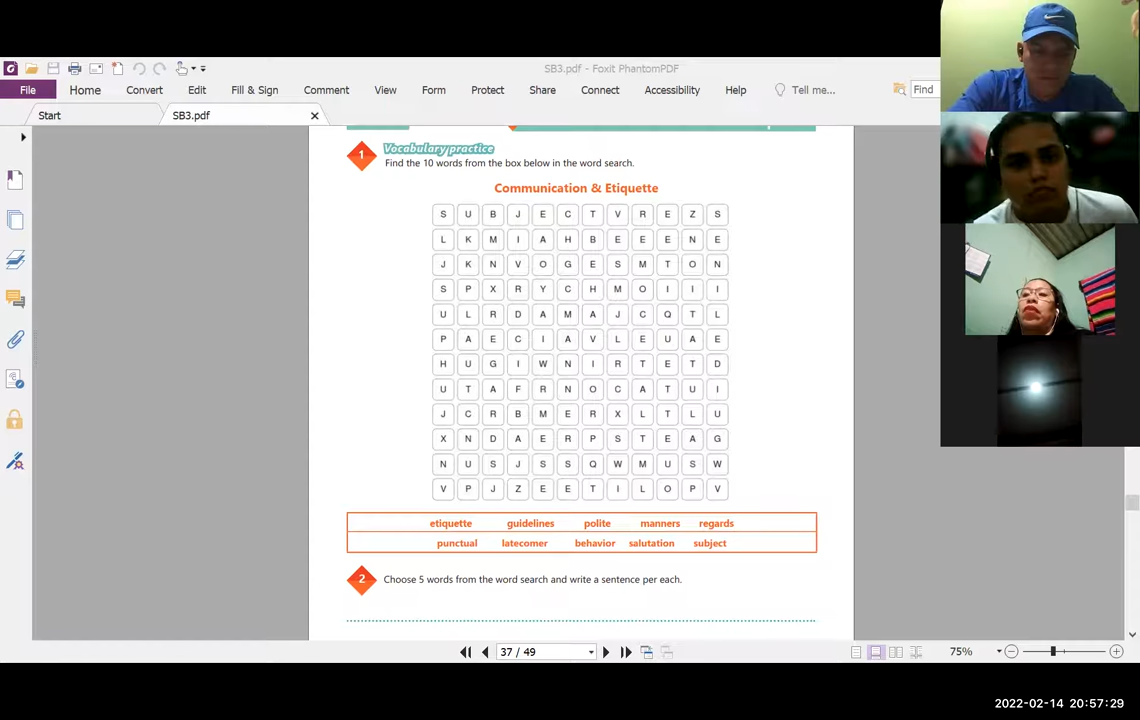 SB3.pdf - Foxit PhantomPDF
File Home Convert Edit Fill & Sign Comment View Form Protect Share Connect Accessibility Help Tell me... Find
Start SB3.pdf
1 Vocabulary practice
Find the 10 words from the box below in the word search.
Communication & Etiquette
S U B J E C T V R E Z S
L K M I A H B E E E N E
J K N V O G E S M T O N
S P X R Y C H M O I I I
U L R D A M A J C Q T L
P A E C I A V L E U A E
H U G I W N I R T E T D
U T A F R N O C A T U I
J C R B M E R X L T L U
X N D A E R P S T E A G
N U S J S S Q W M U S W
V P J Z E E T I L O P V
etiquette guidelines polite manners regards
punctual latecomer behavior salutation subject
2 Choose 5 words from the word search and write a sentence per each.
37 / 49
75%
2022-02-14 20:57:29